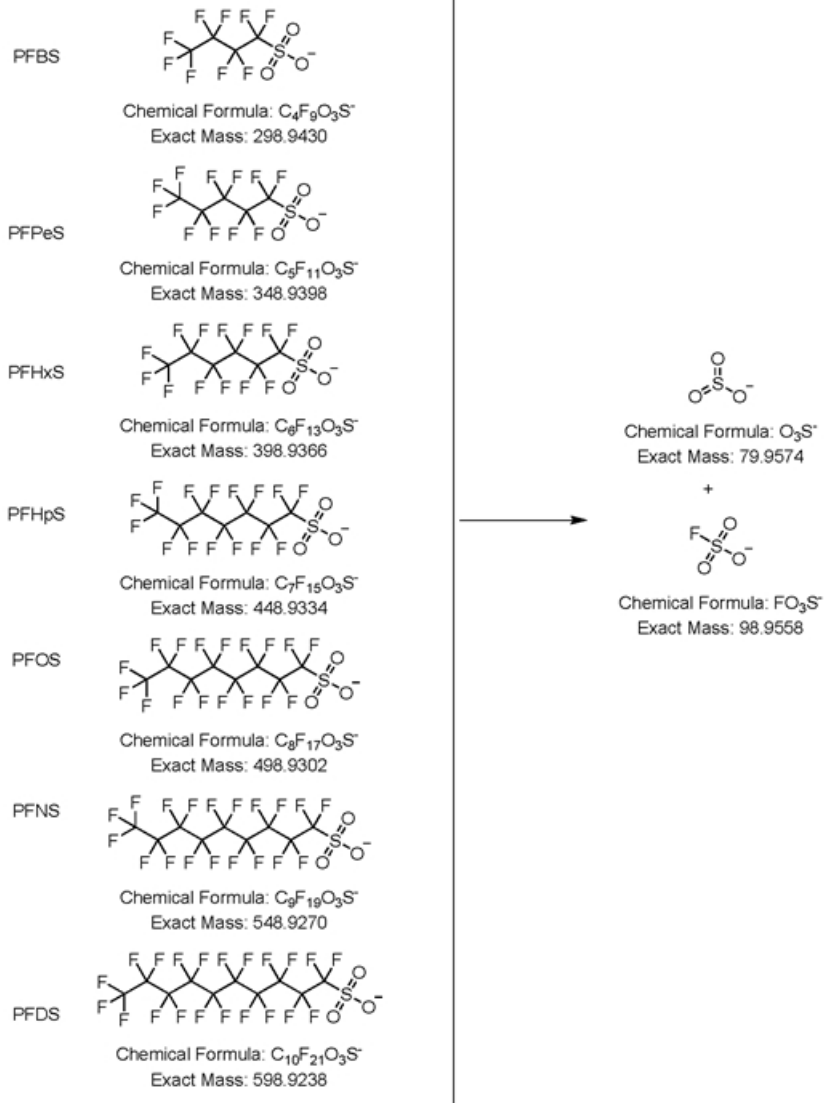 PFBS
Chemical Formula: C₄F₉O₃S⁻
Exact Mass: 298.9430
PFPeS
Chemical Formula: C₅F₁₁O₃S⁻
Exact Mass: 348.9398
PFHxS
Chemical Formula: C₆F₁₃O₃S⁻
Exact Mass: 398.9366
PFHpS
Chemical Formula: C₇F₁₅O₃S⁻
Exact Mass: 448.9334
PFOS
Chemical Formula: C₈F₁₇O₃S⁻
Exact Mass: 498.9302
PFNS
Chemical Formula: C₉F₁₉O₃S⁻
Exact Mass: 548.9270
PFDS
Chemical Formula: C₁₀F₂₁O₃S⁻
Exact Mass: 598.9238
Chemical Formula: O₃S⁻
Exact Mass: 79.9574
+
Chemical Formula: FO₃S⁻
Exact Mass: 98.9558